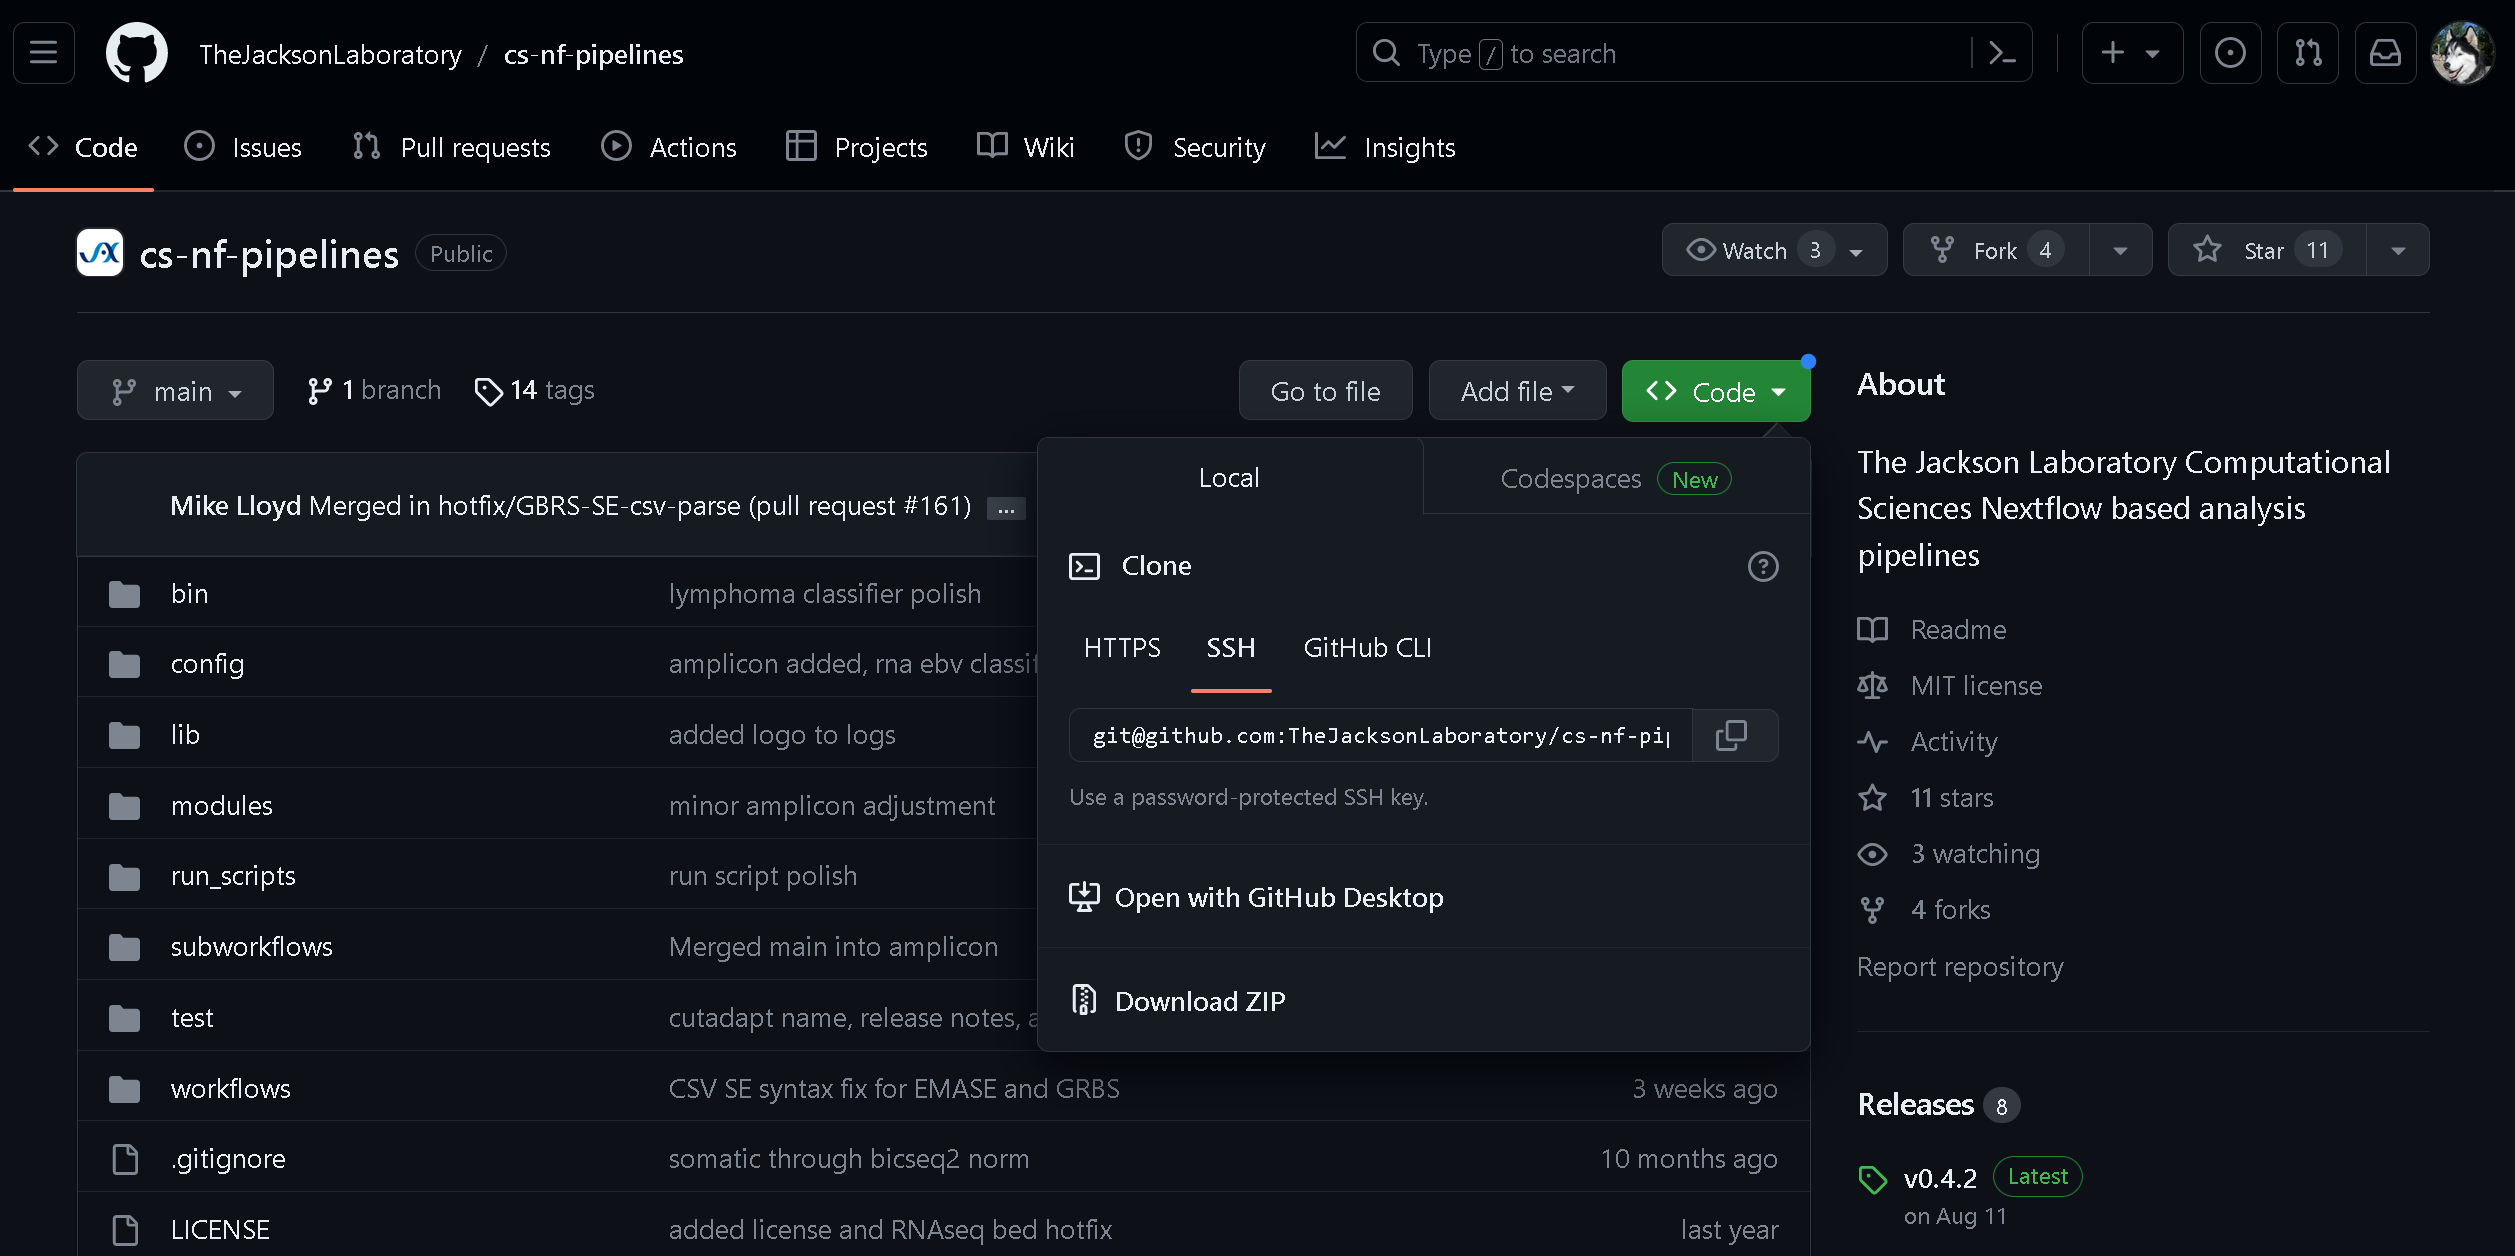 TheJacksonLaboratory / cs-nf-pipelines
Type / to search
Code Issues Pull requests Actions Projects Wiki Security Insights
cs-nf-pipelines Public
Watch 3 Fork 4 Star 11
main 1 branch 14 tags
Go to file Add file Code
Local Codespaces New
Clone
HTTPS SSH GitHub CLI
git@github.com:TheJacksonLaboratory/cs-nf-pip
Use a password-protected SSH key.
Open with GitHub Desktop
Download ZIP
Mike Lloyd Merged in hotfix/GBRS-SE-csv-parse (pull request #161) ...
bin lymphoma classifier polish
config amplicon added, rna ebv classif
lib added logo to logs
modules minor amplicon adjustment
run_scripts run script polish
subworkflows Merged main into amplicon
test cutadapt name, release notes, a
workflows CSV SE syntax fix for EMASE and GRBS 3 weeks ago
.gitignore somatic through bicseq2 norm 10 months ago
LICENSE added license and RNAseq bed hotfix last year
About
The Jackson Laboratory Computational
Sciences Nextflow based analysis
pipelines
Readme
MIT license
Activity
11 stars
3 watching
4 forks
Report repository
Releases 8
v0.4.2 Latest
on Aug 11